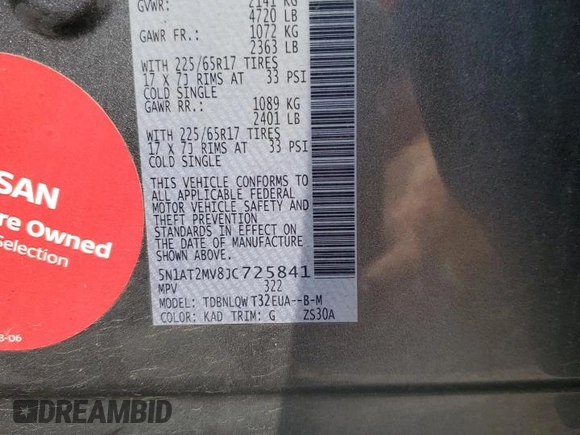 GVWR: 2141 KG
4720 LB
GAWR FR.: 1072 KG
2363 LB
WITH 225/65R17 TIRES
17 X 7J RIMS AT 33 PSI
COLD SINGLE
GAWR RR.: 1089 KG
2401 LB
WITH 225/65R17 TIRES
17 X 7J RIMS AT 33 PSI
COLD SINGLE
THIS VEHICLE CONFORMS TO
ALL APPLICABLE FEDERAL
MOTOR VEHICLE SAFETY AND
THEFT PREVENTION
STANDARDS IN EFFECT ON
THE DATE OF MANUFACTURE
SHOWN ABOVE.
5N1AT2MV8JC725841
MPV 322
MODEL: TDBNLQW T32EUA--B-M
COLOR: KAD TRIM: G ZS30A
SSAN
re Owned
Selection
8-06
DREAMBID